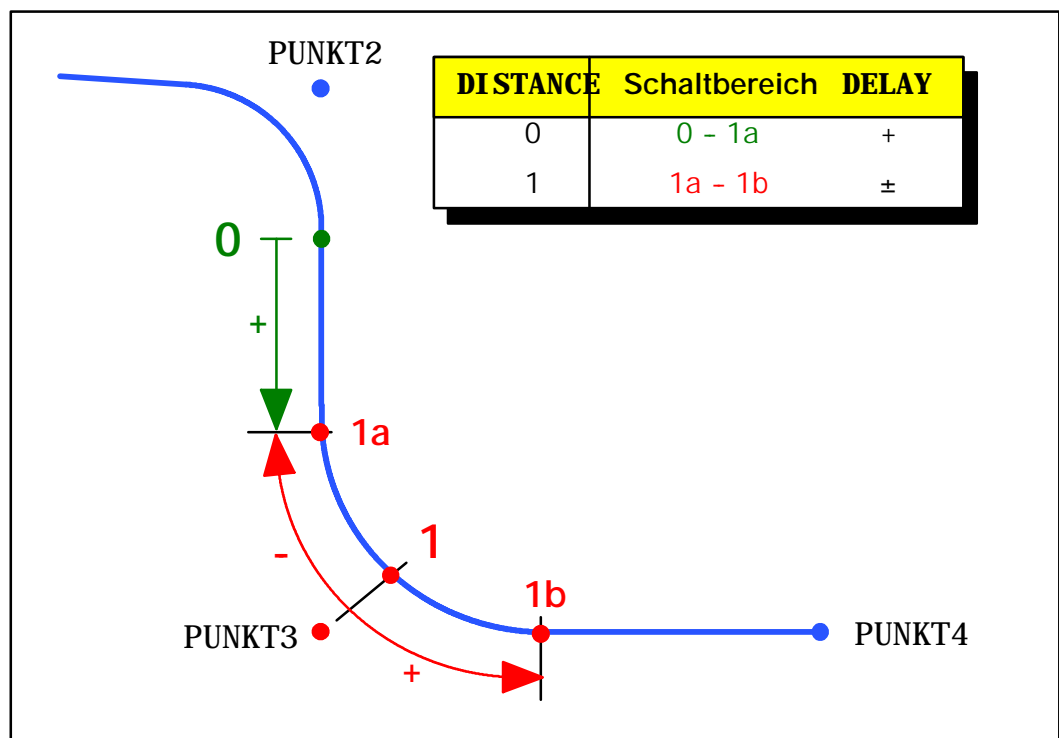 PUNKT2
DISTANCE Schaltbereich DELAY
0 0 - 1a +
1 1a - 1b ±
0
+
1a
1
-
1b
PUNKT3
PUNKT4
+